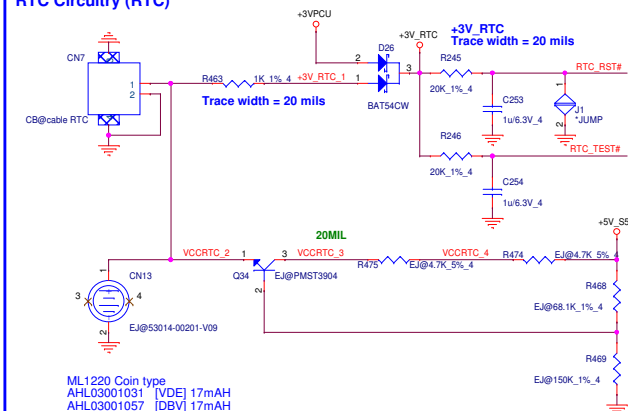 RTC Circuitry (RTC)
+3VPCU
+3V_RTC
+3V_RTC
Trace width = 20 mils
CN7
1
2
CB@cable RTC
R463
1K_1%_4
+3V_RTC_1
Trace width = 20 mils
D26
2
1
3
BAT54CW
R245
20K_1%_4
RTC_RST#
C253
1u/6.3V_4
J1
*JUMP
R246
20K_1%_4
RTC_TEST#
C254
1u/6.3V_4
20MIL
+5V_S5
VCCRTC_2
1
3
2
Q34
EJ@PMST3904
VCCRTC_3
R475
EJ@4.7K_5%_4
VCCRTC_4
R474
EJ@4.7K_5%_4
R468
EJ@68.1K_1%_4
R469
EJ@150K_1%_4
CN13
1
3
4
2
EJ@53014-00201-V09
ML1220 Coin type
AHL03001031 [VDE] 17mAH
AHL03001057 [DBV] 17mAH